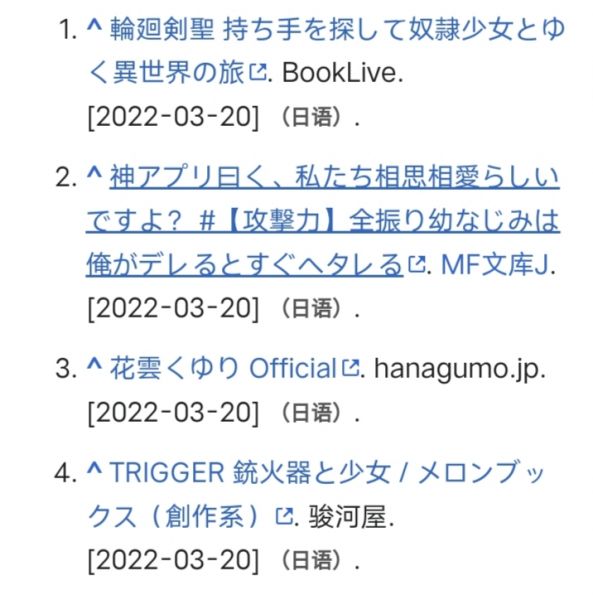 1. ^ 輪廻剣聖 持ち手を探して奴隷少女とゆ
く異世界の旅. BookLive.
[2022-03-20] （日语）.
2. ^ 神アプリ曰く、私たち相思相愛らしい
ですよ？ #【攻撃力】全振り幼なじみは
俺がデレるとすぐヘタレる. MF文库J.
[2022-03-20] （日语）.
3. ^ 花雲くゆり Official. hanagumo.jp.
[2022-03-20] （日语）.
4. ^ TRIGGER 銃火器と少女 / メロンブッ
クス（創作系）. 骏河屋.
[2022-03-20] （日语）.